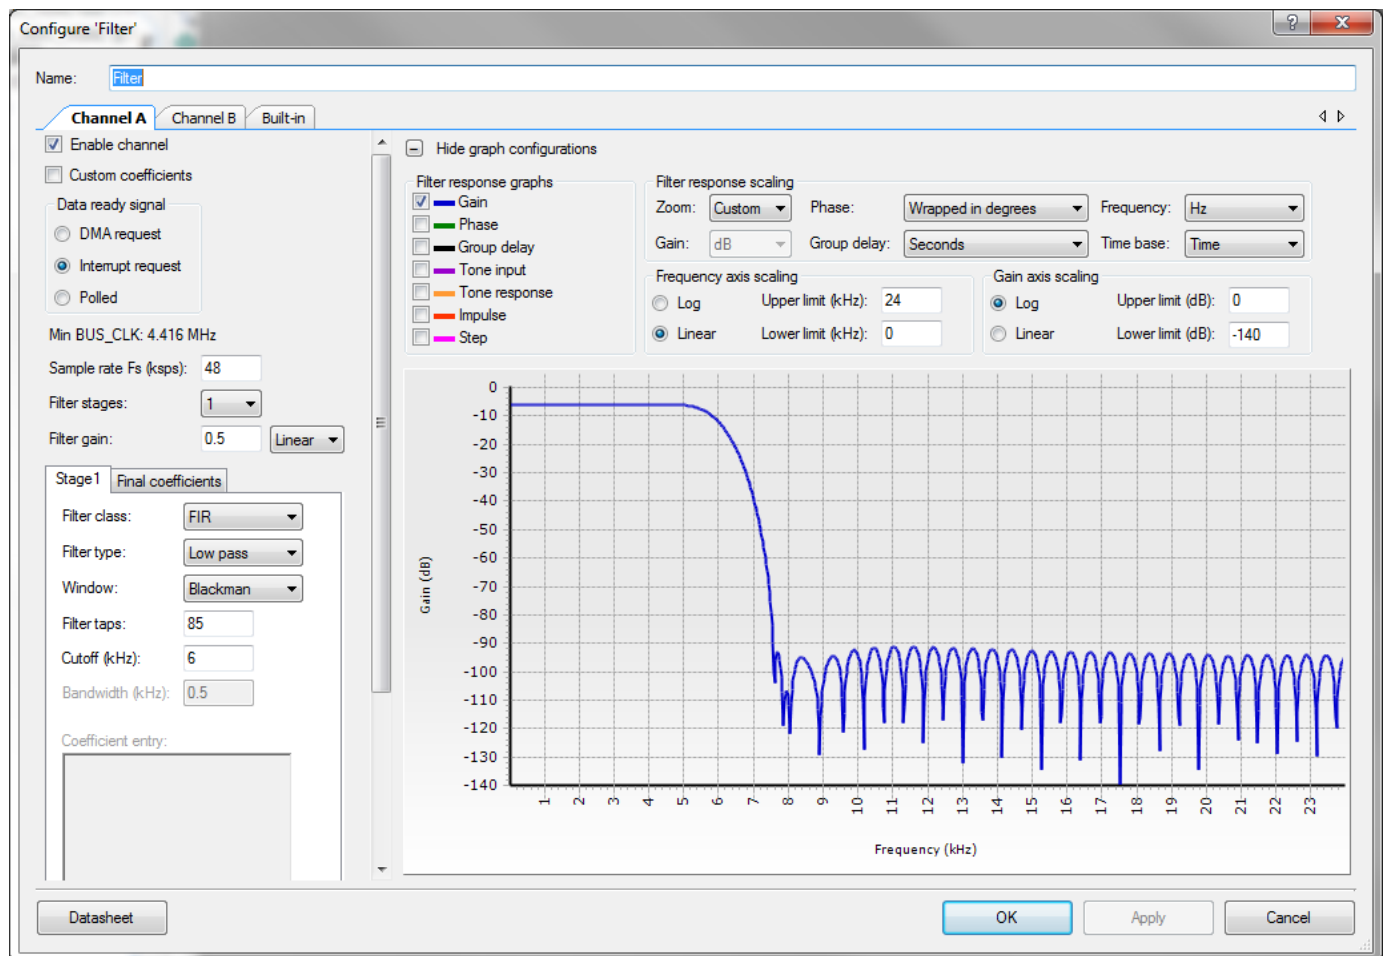 Configure 'Filter'
Name: Filter
Channel A Channel B Built-in
Enable channel
Custom coefficients
Data ready signal
DMA request
Interrupt request
Polled
Min BUS_CLK: 4.416 MHz
Sample rate Fs (ksps): 48
Filter stages: 1
Filter gain: 0.5 Linear
Stage1 Final coefficients
Filter class: FIR
Filter type: Low pass
Window: Blackman
Filter taps: 85
Cutoff (kHz): 6
Bandwidth (kHz): 0.5
Coefficient entry:
Hide graph configurations
Filter response graphs
Gain
Phase
Group delay
Tone input
Tone response
Impulse
Step
Filter response scaling
Zoom: Custom Phase: Wrapped in degrees Frequency: Hz
Gain: dB Group delay: Seconds Time base: Time
Frequency axis scaling
Log Upper limit (kHz): 24
Linear Lower limit (kHz): 0
Gain axis scaling
Log Upper limit (dB): 0
Linear Lower limit (dB): -140
0
-10
-20
-30
-40
-50
-60
-70
-80
-90
-100
-110
-120
-130
-140
Gain (dB)
1 2 3 4 5 6 7 8 9 10 11 12 13 14 15 16 17 18 19 20 21 22 23
Frequency (kHz)
Datasheet OK Apply Cancel